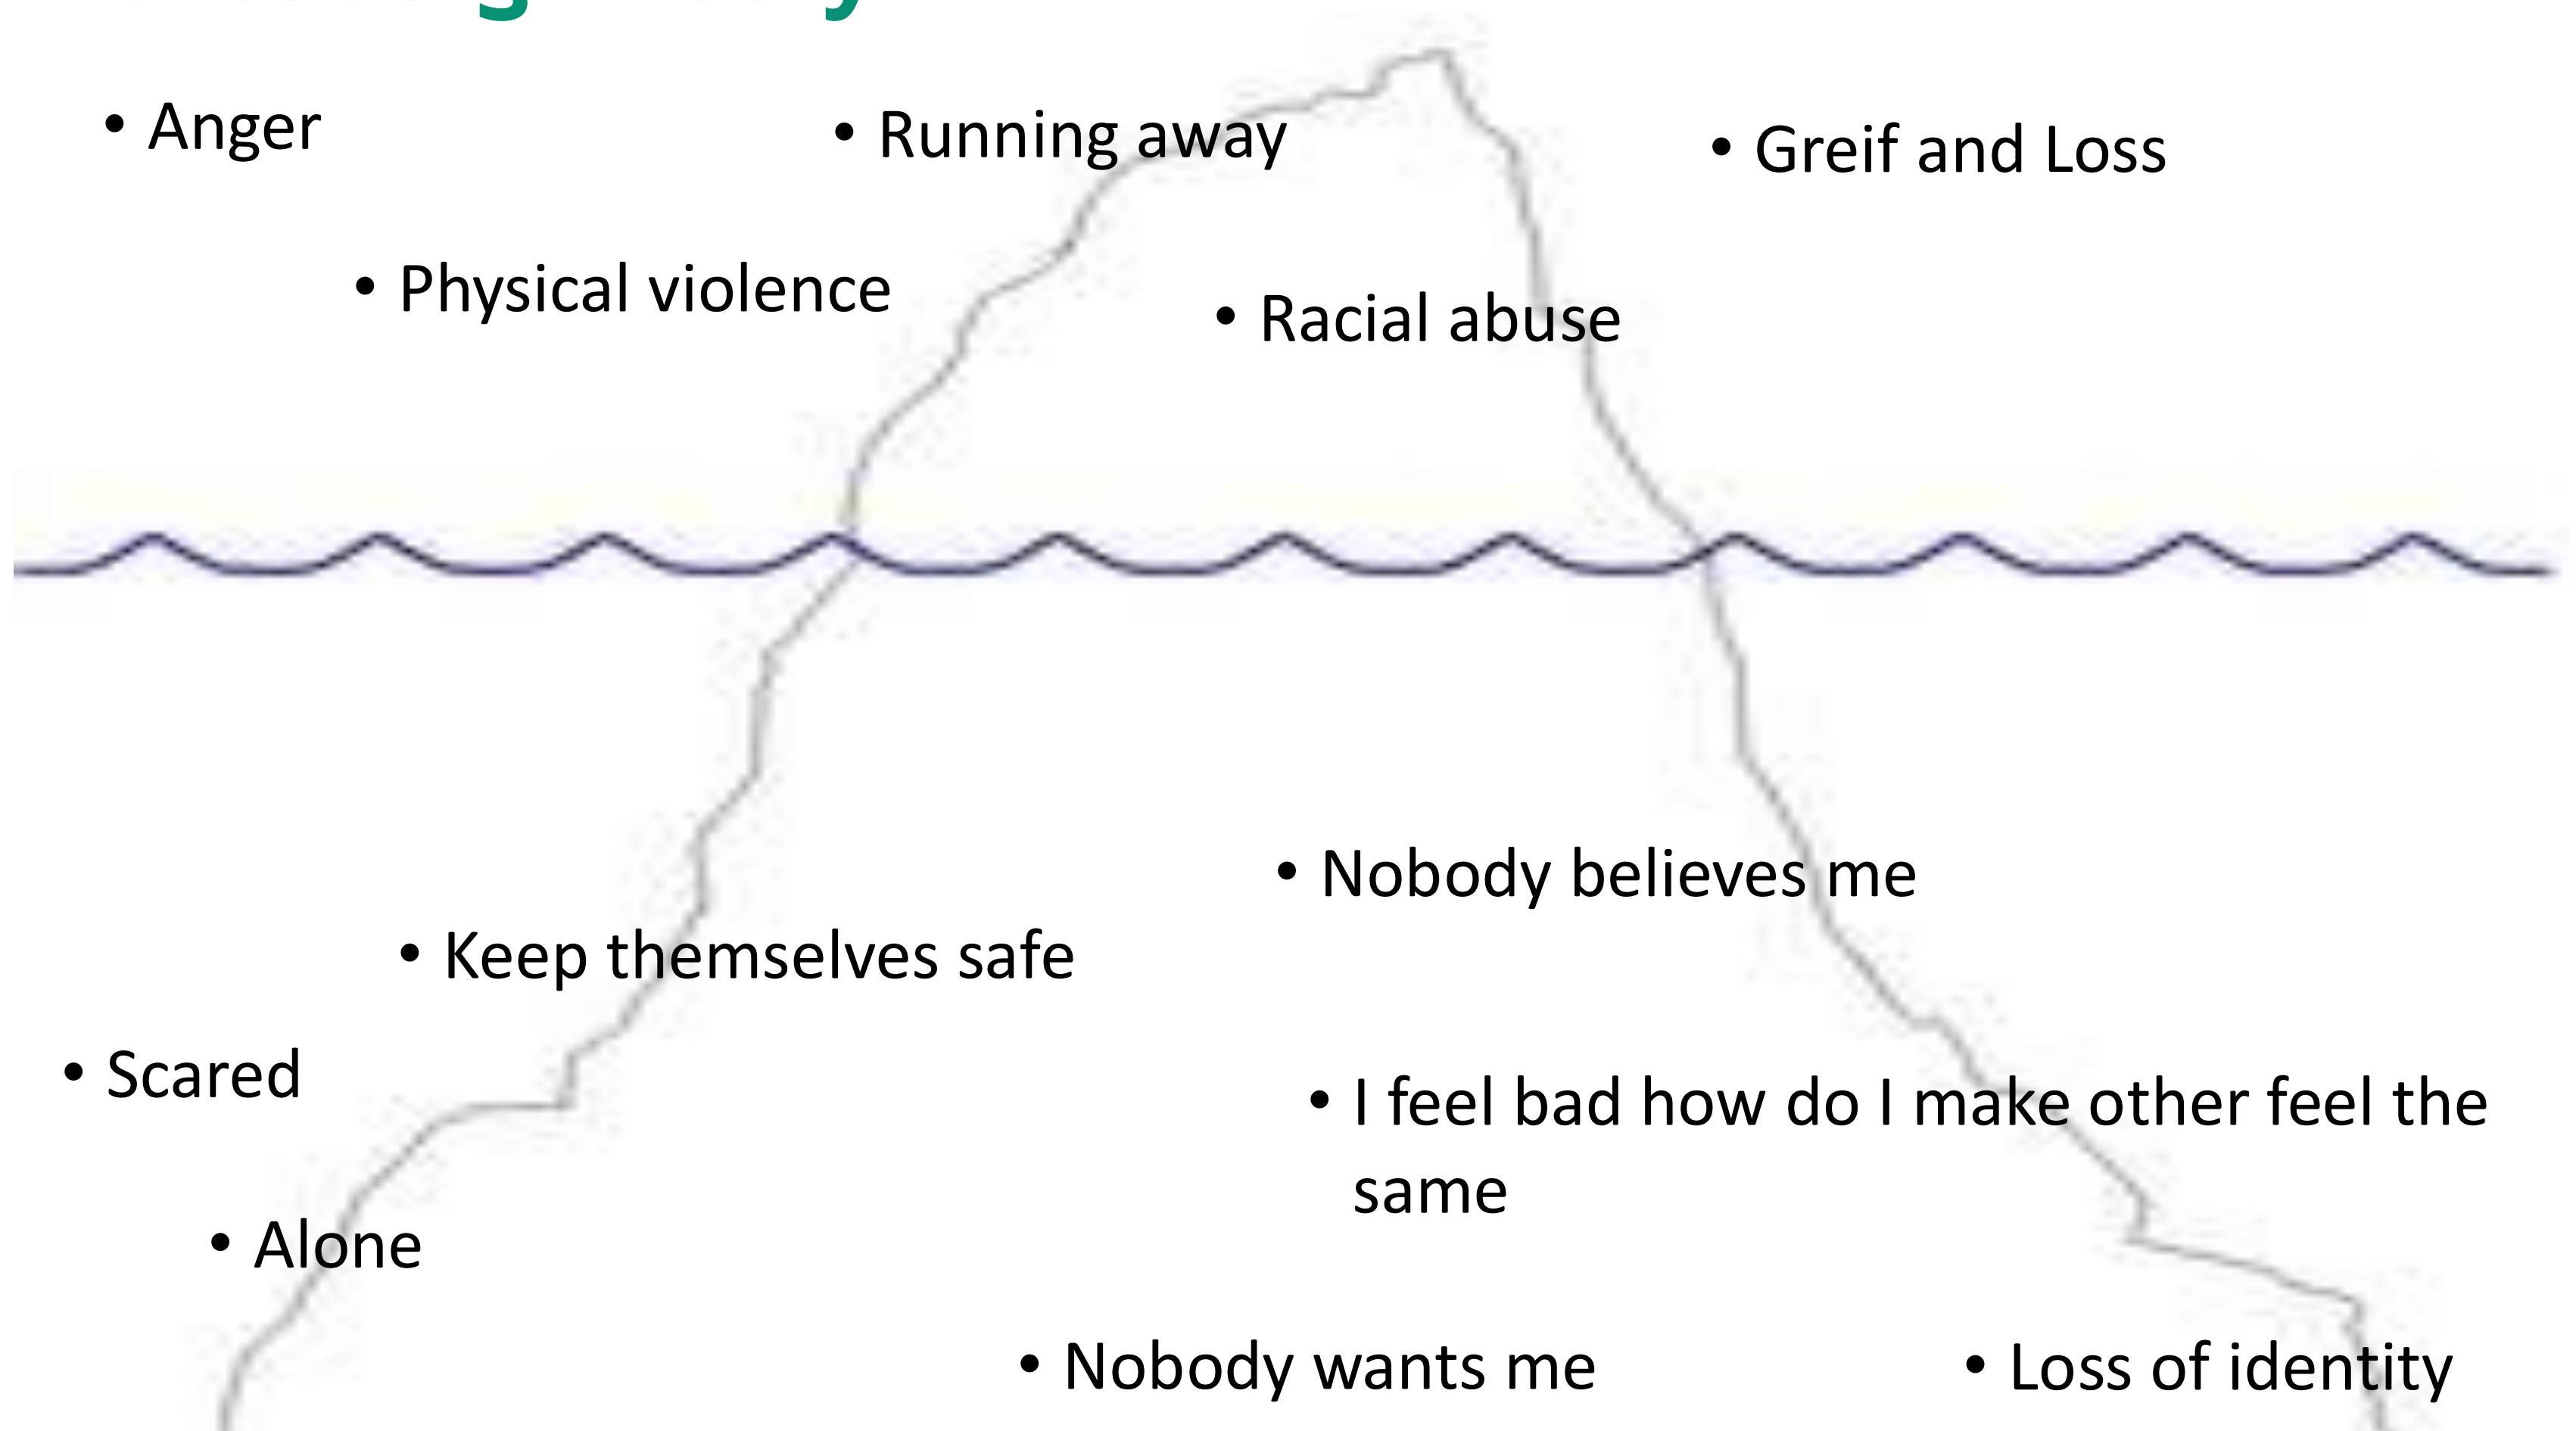 • Anger
• Running away
• Greif and Loss
• Physical violence
• Racial abuse
• Nobody believes me
• Keep themselves safe
• Scared
• I feel bad how do I make other feel the
same
• Alone
• Nobody wants me
• Loss of identity